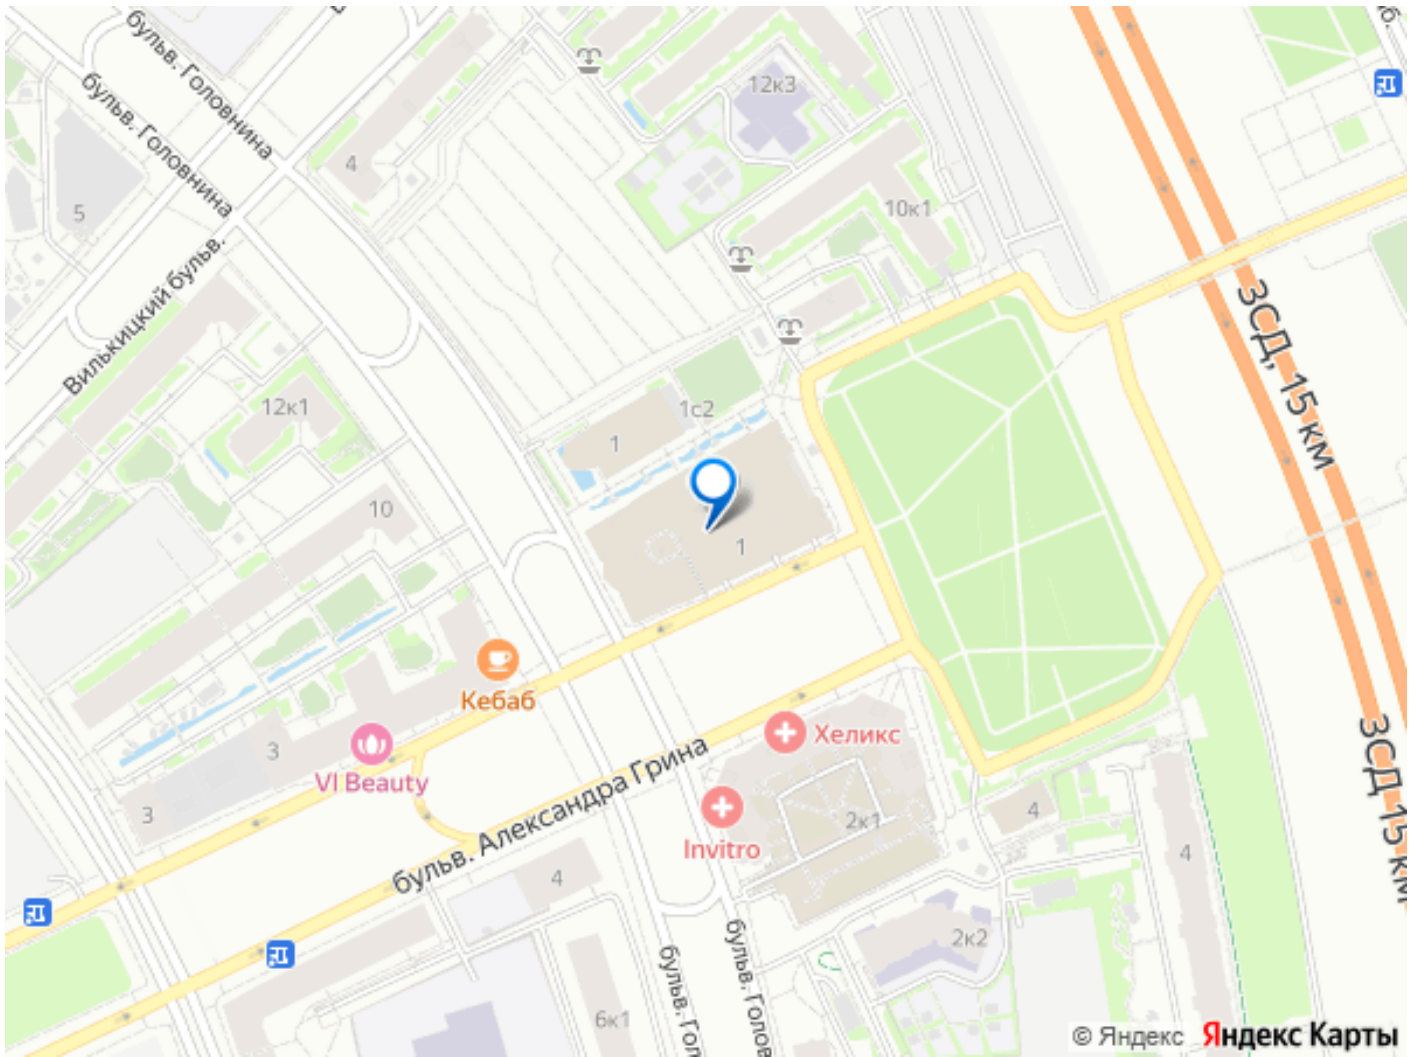 бульв. Головнина
бульв. Головнина
б.
12к3
4
5
10к1
Вилькицкий бульв.
ЗСД, 15 км
12к1
1с2
1
10
1
Кебаб
VI Beauty
3
3
Хеликс
Invitro
2к1
бульв. Александра Грина
4
4
4
ЗСД 15 км
2к2
бульв. Гол
бульв. Голов
6к1
© Яндекс Яндекс Карты